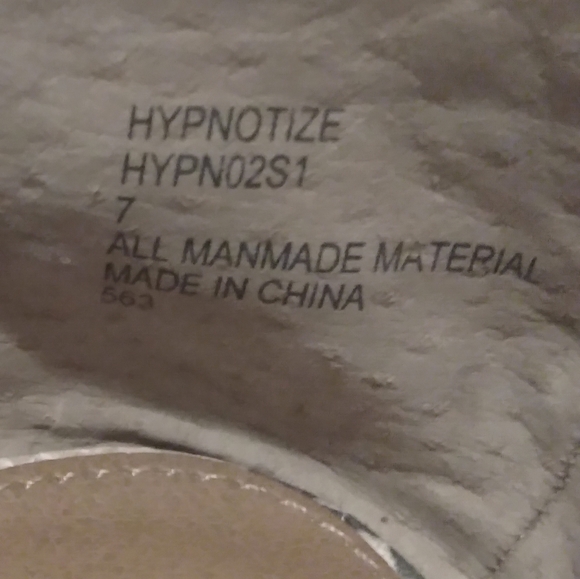 HYPNOTIZE
HYPN02S1
7
ALL MANMADE MATERIAL
MADE IN CHINA
563